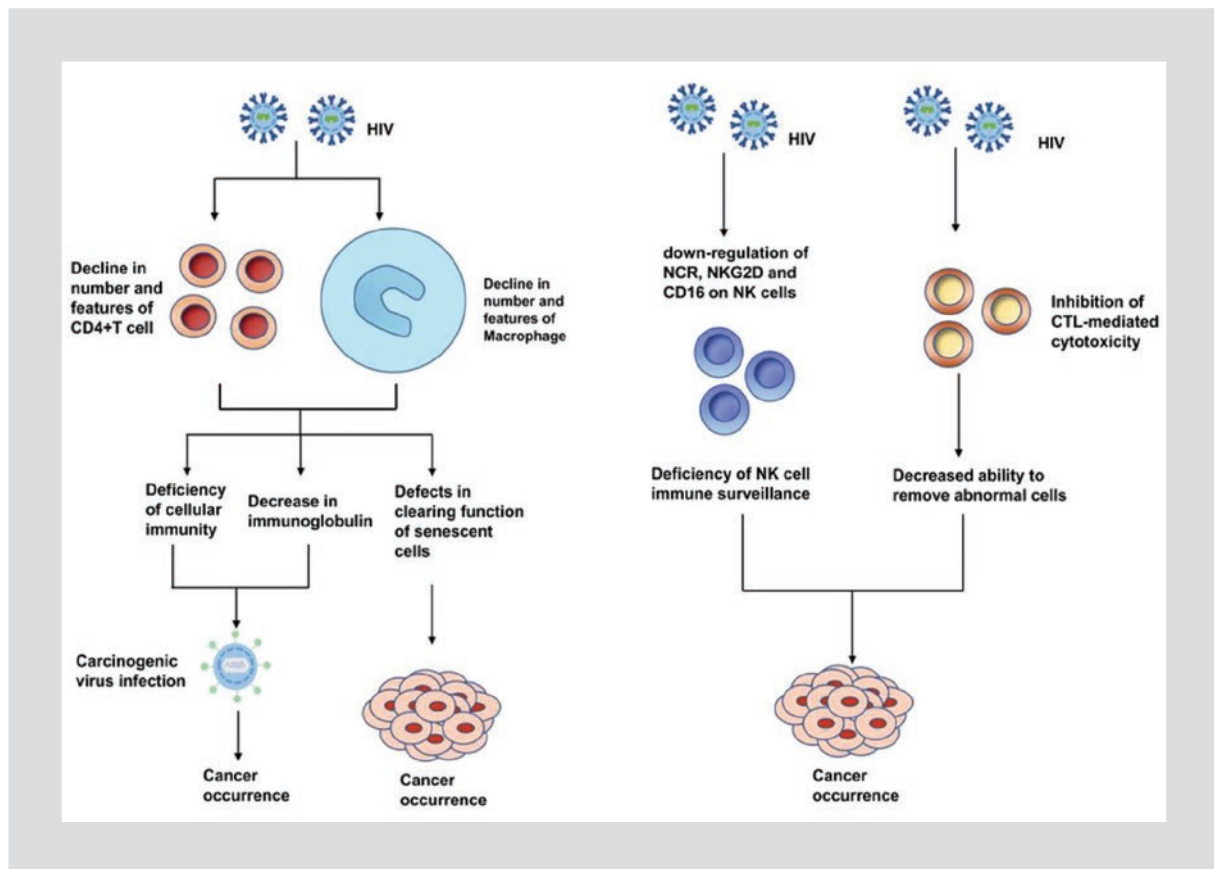 HIV
Decline in
number and
features of
CD4+T cell
Decline in
number and
features of
Macrophage
Deficiency
of cellular
immunity
Decrease in
immunoglobulin
Defects in
clearing function
of senescent
cells
Carcinogenic
virus infection
Cancer
occurrence
Cancer
occurrence
HIV
down-regulation of
NCR, NKG2D and
CD16 on NK cells
Deficiency of NK cell
immune surveillance
HIV
Inhibition of
CTL-mediated
cytotoxicity
Decreased ability to
remove abnormal cells
Cancer
occurrence